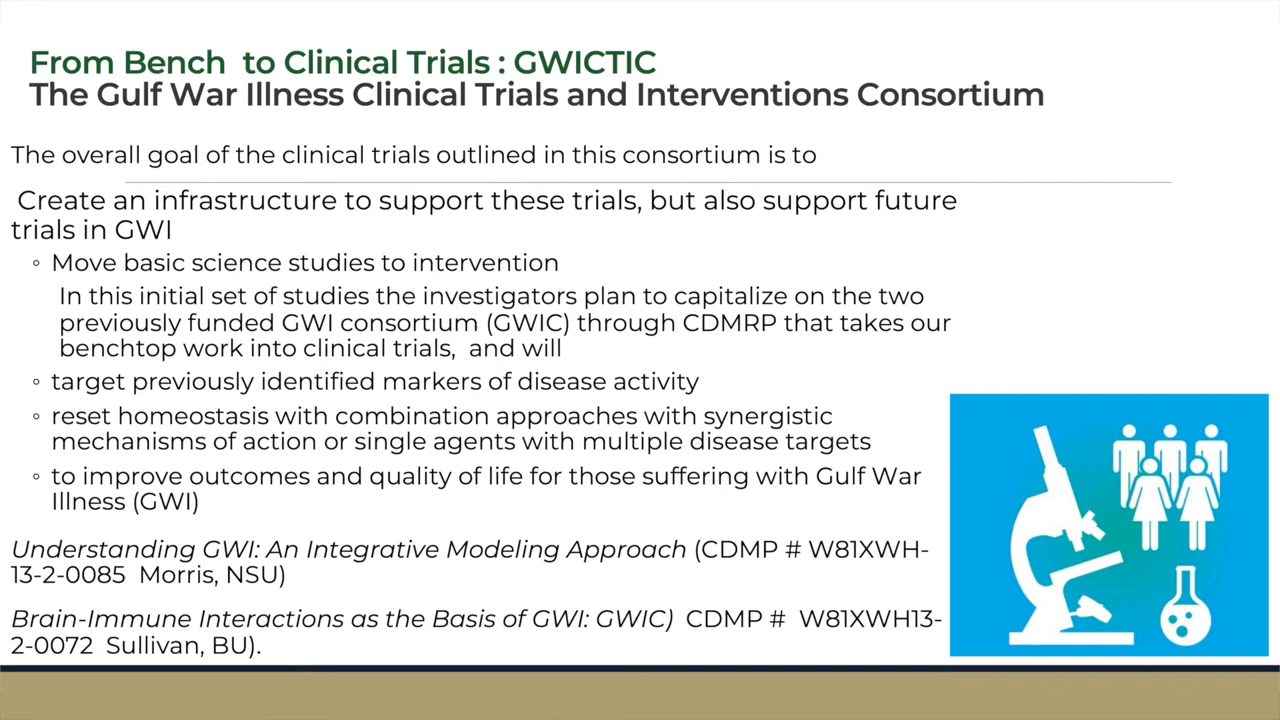 From Bench  to Clinical Trials : GWICTIC
The Gulf War Illness Clinical Trials and Interventions Consortium
The overall goal of the clinical trials outlined in this consortium is to
Create an infrastructure to support these trials, but also support future
trials in GWI
◦ Move basic science studies to intervention
In this initial set of studies the investigators plan to capitalize on the two
previously funded GWI consortium (GWIC) through CDMRP that takes our
benchtop work into clinical trials,  and will
◦ target previously identified markers of disease activity
◦ reset homeostasis with combination approaches with synergistic
mechanisms of action or single agents with multiple disease targets
◦ to improve outcomes and quality of life for those suffering with Gulf War
Illness (GWI)
Understanding GWI: An Integrative Modeling Approach (CDMP # W81XWH-
13-2-0085  Morris, NSU)
Brain-Immune Interactions as the Basis of GWI: GWIC)  CDMP #  W81XWH13-
2-0072  Sullivan, BU).